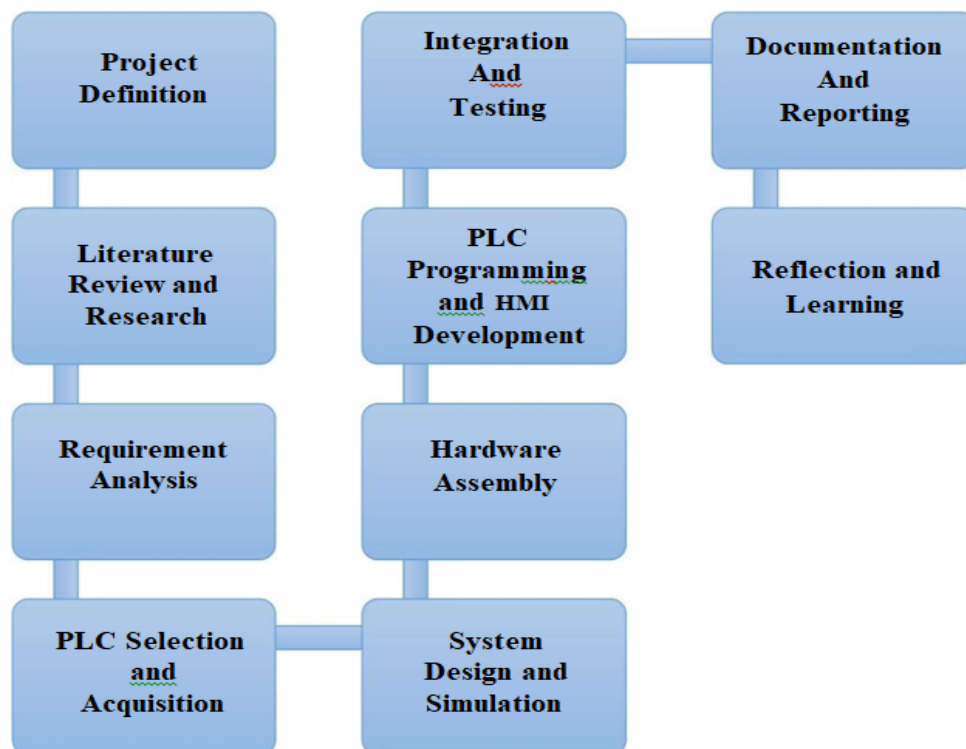 Project
Definition
Literature
Review and
Research
Requirement
Analysis
PLC Selection
and
Acquisition
System
Design and
Simulation
Hardware
Assembly
PLC
Programming
and HMI
Development
Integration
And
Testing
Documentation
And
Reporting
Reflection and
Learning